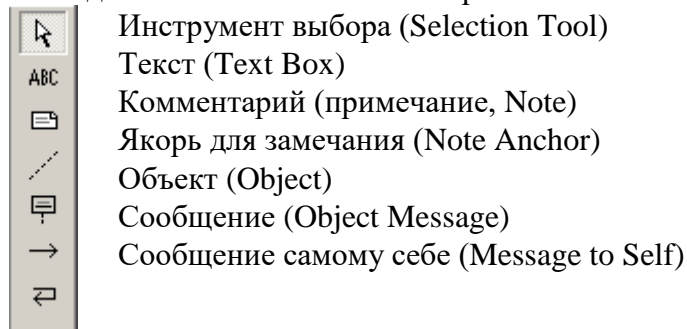 Инструмент выбора (Selection Tool)
ABC
Текст (Text Box)
Комментарий (примечание, Note)
Якорь для замечания (Note Anchor)
Объект (Object)
Сообщение (Object Message)
Сообщение самому себе (Message to Self)